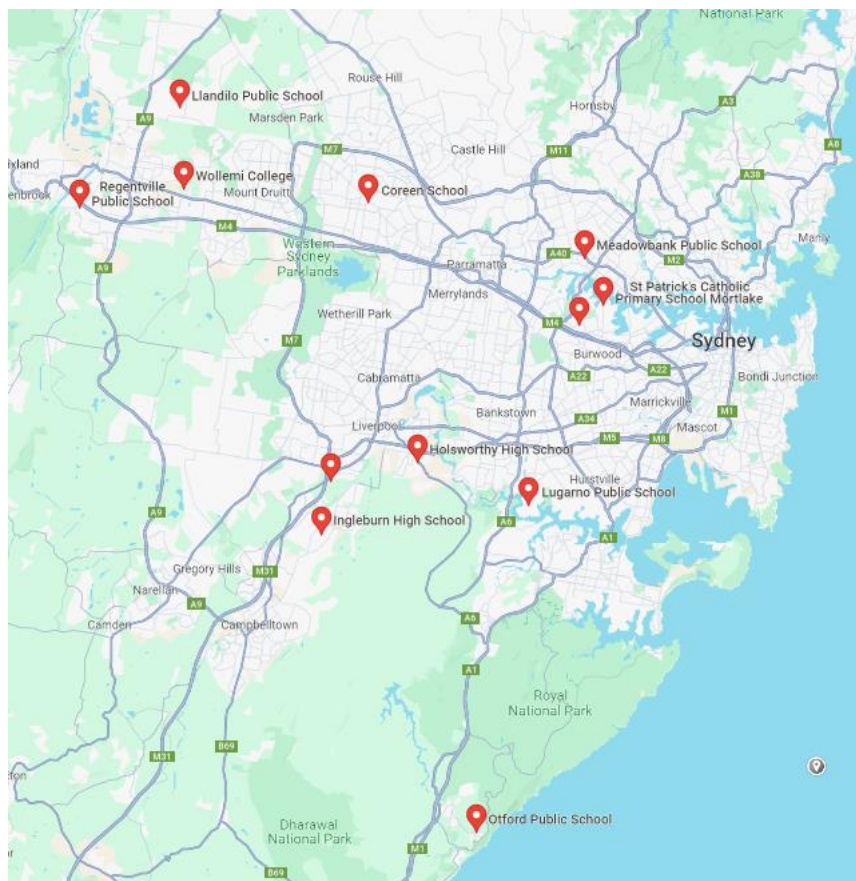 National Park
Rouse Hill
Llandilo Public School
Hornsby
A3
A9
Marsden Park
A8
M7
Castle Hill
M11
xland
Wollemi College
A38
enbrook
Regentville
Public School
Mount Druitt
Coreen School
M4
Manly
Western
Sydney
Parklands
A40
Meadowbank Public School
M2
A9
Parramatta
St Patrick's Catholic
Primary School Mortlake
Merrylands
Wetherill Park
M4
M7
Burwood
Sydney
A22
A22
Cabramatta
Bondi Junction
Bankstown
Marrickville
M1
A34
Liverpool
Mascot
M5
M8
Holsworthy High School
Hurstville
Lugarno Public School
A9
Ingleburn High School
A6
A1
Gregory Hills
M31
Narellan
A9
Camden
Campbelltown
A6
A1
Royal
National Park
B69
M31
cton
Otford Public School
Dharawal
National Park
M1
or
B69